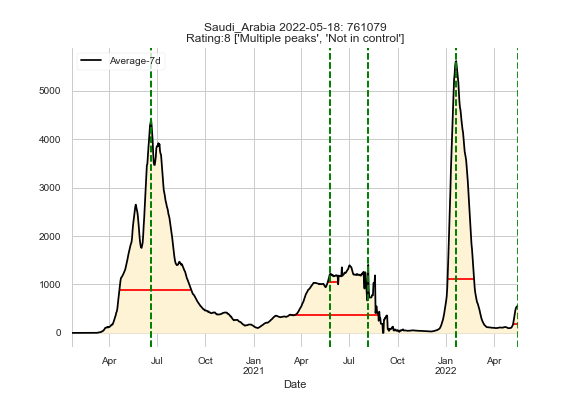 Saudi_Arabia 2022-05-18: 761079
Rating:8 ['Multiple peaks', 'Not in control']
Average-7d
5000
4000
3000
2000
1000
0
Apr Jul Oct Jan Apr Jul Oct Jan Apr
2021 2022
Date